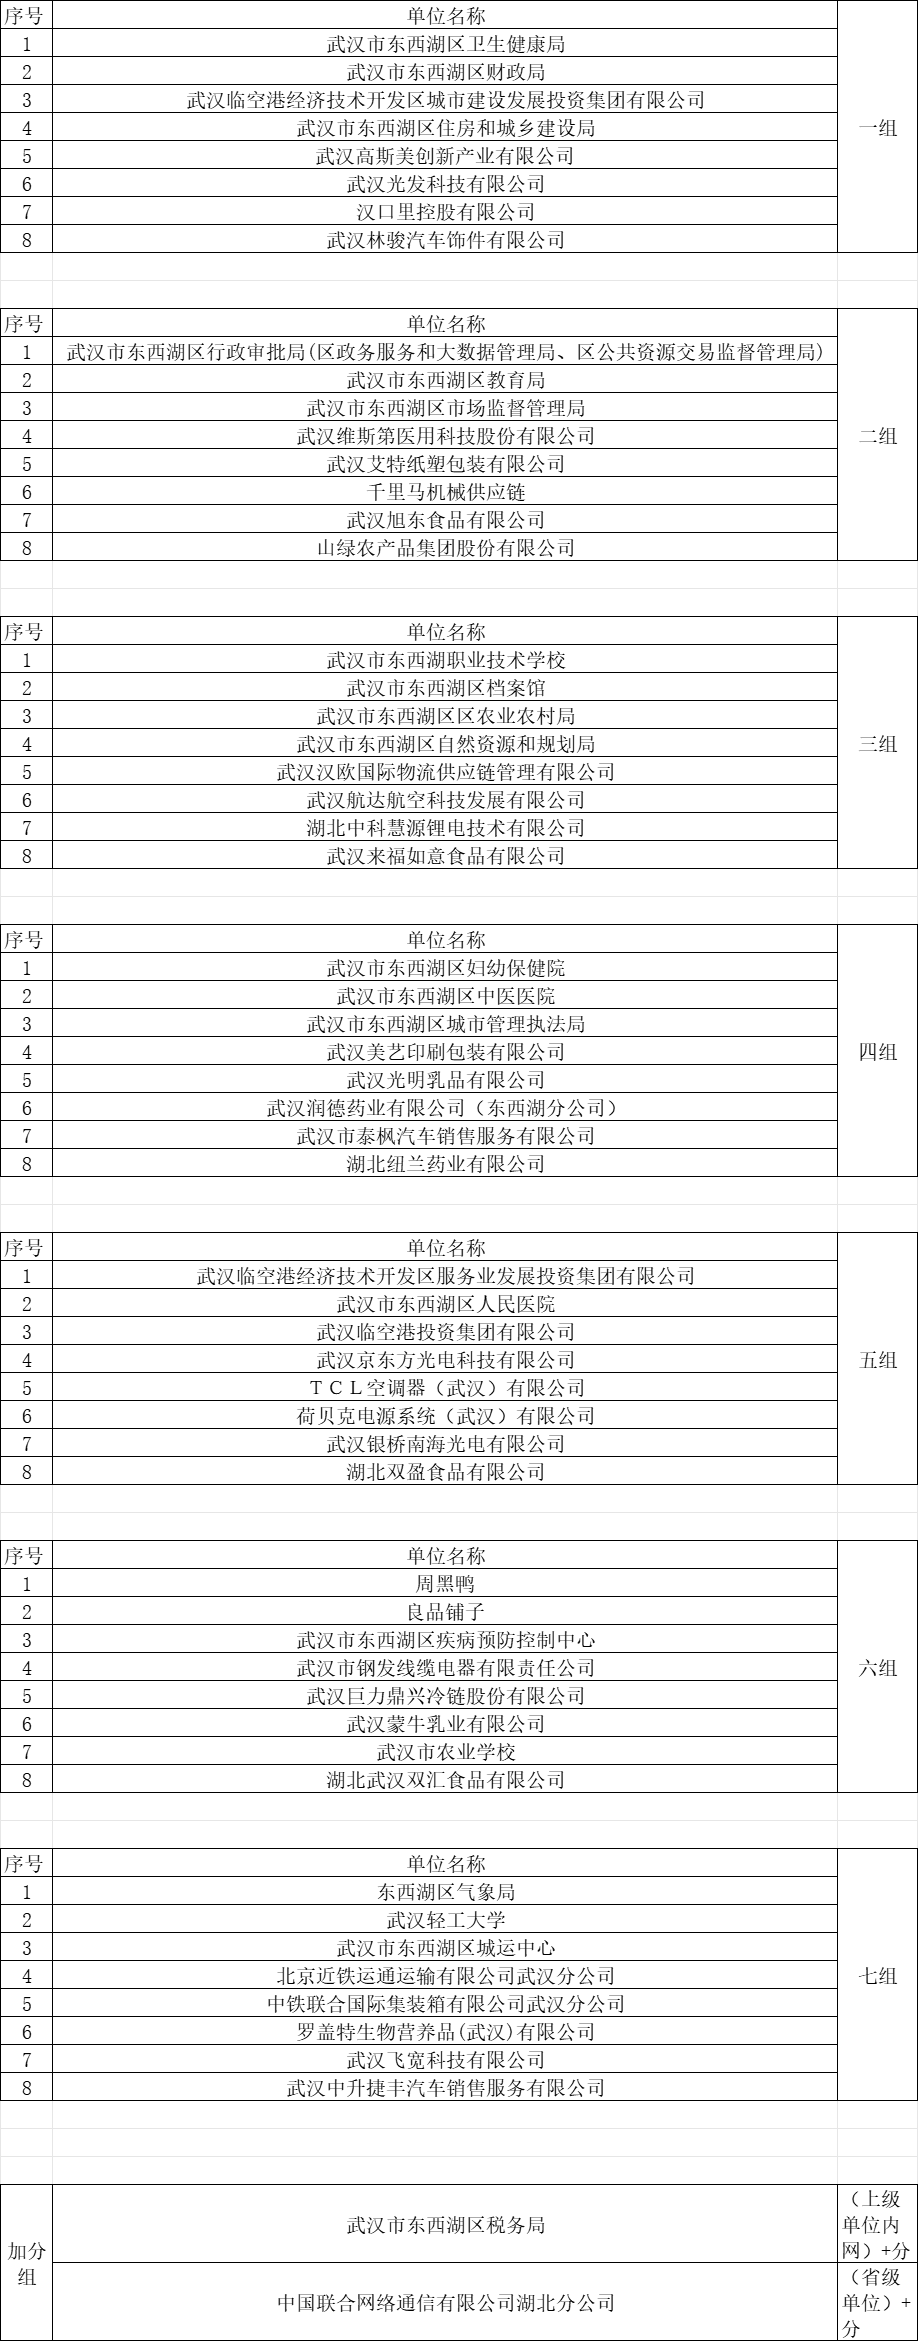 序号 单位名称
1 武汉市东西湖区卫生健康局
2 武汉市东西湖区财政局
3 武汉临空港经济技术开发区城市建设发展投资集团有限公司
4 武汉市东西湖区住房和城乡建设局 一组
5 武汉高斯美创新产业有限公司
6 武汉光发科技有限公司
7 汉口里控股有限公司
8 武汉林骏汽车饰件有限公司
序号 单位名称
1 武汉市东西湖区行政审批局(区政务服务和大数据管理局、区公共资源交易监督管理局)
2 武汉市东西湖区教育局
3 武汉市东西湖区市场监督管理局
4 武汉维斯第医用科技股份有限公司 二组
5 武汉艾特纸塑包装有限公司
6 千里马机械供应链
7 武汉旭东食品有限公司
8 山绿农产品集团股份有限公司
序号 单位名称
1 武汉市东西湖职业技术学校
2 武汉市东西湖区档案馆
3 武汉市东西湖区区农业农村局
4 武汉市东西湖区自然资源和规划局 三组
5 武汉汉欧国际物流供应链管理有限公司
6 武汉航达航空科技发展有限公司
7 湖北中科慧源锂电技术有限公司
8 武汉来福如意食品有限公司
序号 单位名称
1 武汉市东西湖区妇幼保健院
2 武汉市东西湖区中医医院
3 武汉市东西湖区城市管理执法局
4 武汉美艺印刷包装有限公司 四组
5 武汉光明乳品有限公司
6 武汉润德药业有限公司（东西湖分公司）
7 武汉市泰枫汽车销售服务有限公司
8 湖北纽兰药业有限公司
序号 单位名称
1 武汉临空港经济技术开发区服务业发展投资集团有限公司
2 武汉市东西湖区人民医院
3 武汉临空港投资集团有限公司
4 武汉京东方光电科技有限公司 五组
5 ＴＣＬ空调器（武汉）有限公司
6 荷贝克电源系统（武汉）有限公司
7 武汉银桥南海光电有限公司
8 湖北双盈食品有限公司
序号 单位名称
1 周黑鸭
2 良品铺子
3 武汉市东西湖区疾病预防控制中心
4 武汉市钢发线缆电器有限责任公司 六组
5 武汉巨力鼎兴冷链股份有限公司
6 武汉蒙牛乳业有限公司
7 武汉市农业学校
8 湖北武汉双汇食品有限公司
序号 单位名称
1 东西湖区气象局
2 武汉轻工大学
3 武汉市东西湖区城运中心
4 北京近铁运通运输有限公司武汉分公司 七组
5 中铁联合国际集装箱有限公司武汉分公司
6 罗盖特生物营养品(武汉)有限公司
7 武汉飞宽科技有限公司
8 武汉中升捷丰汽车销售服务有限公司
加分
组
武汉市东西湖区税务局
（上级
单位内
网）+分
中国联合网络通信有限公司湖北分公司
（省级
单位）+
分